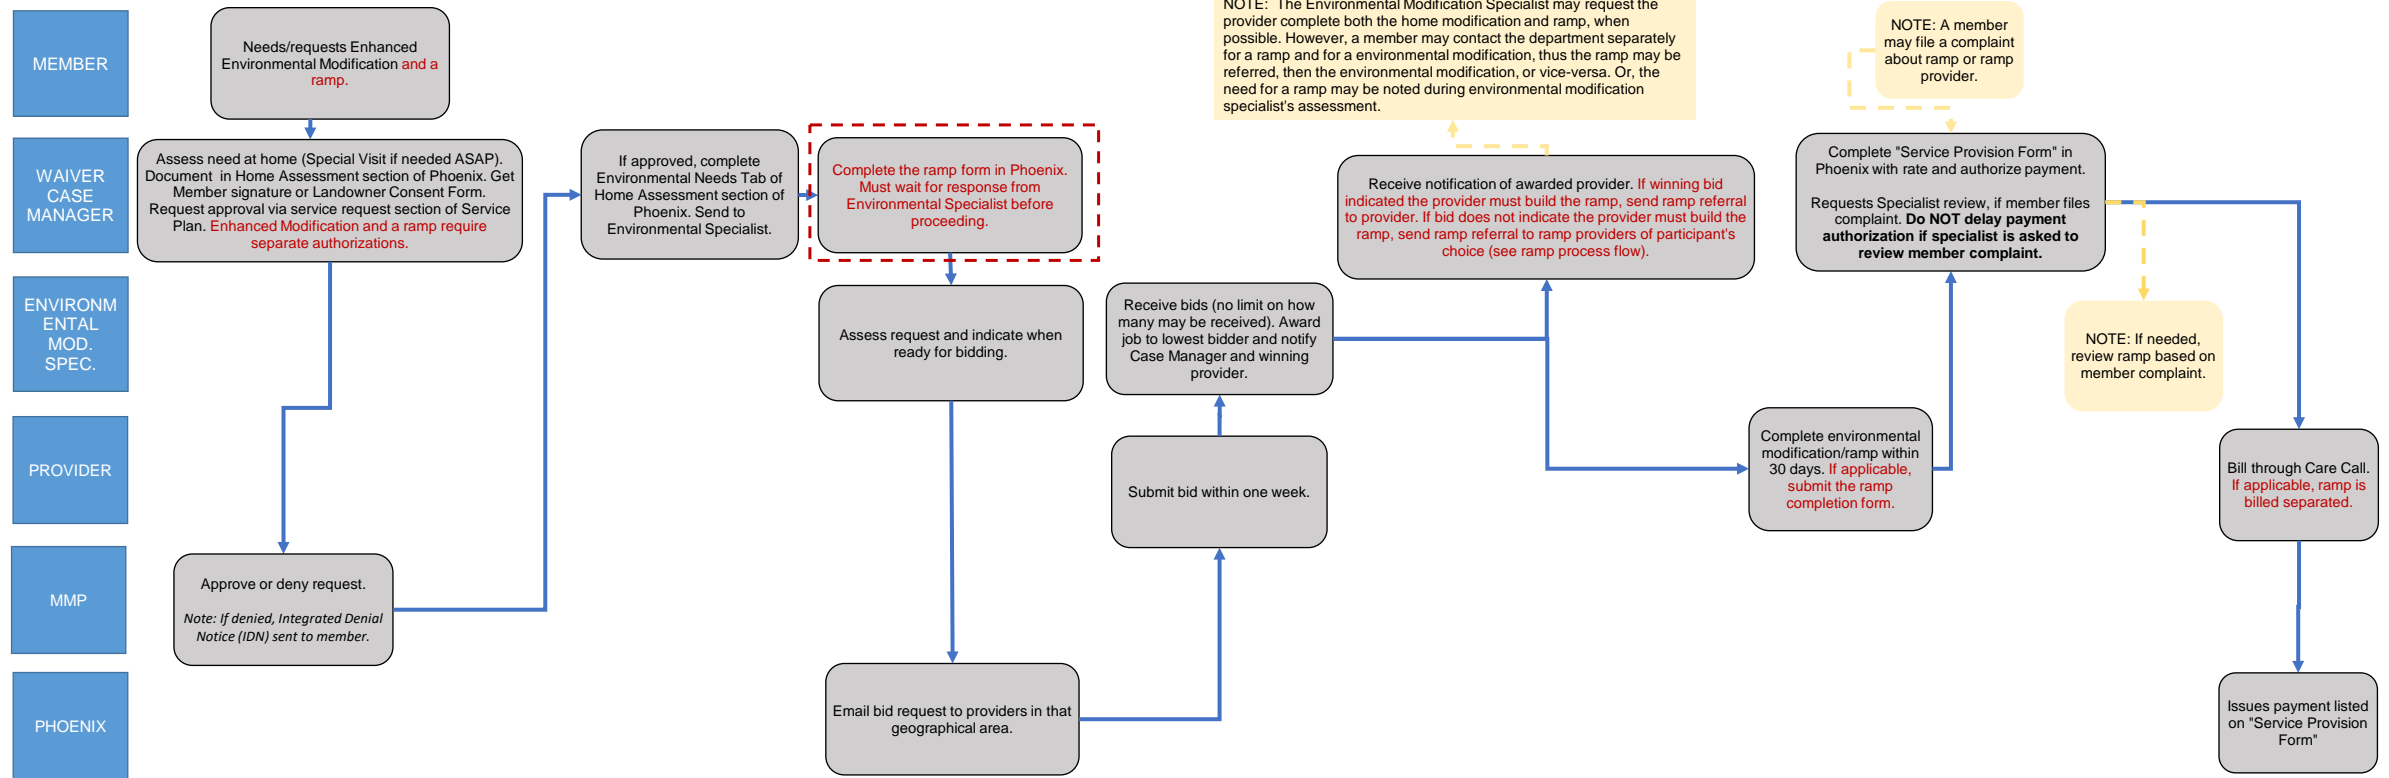 MEMBER
Needs/requests Enhanced
Environmental Modification and a
ramp.
NOTE:  The Environmental Modification Specialist may request the
provider complete both the home modification and ramp, when
possible. However, a member may contact the department separately
for a ramp and for a environmental modification, thus the ramp may be
referred, then the environmental modification, or vice-versa. Or, the
need for a ramp may be noted during environmental modification
specialist's assessment.
NOTE: A member
may file a complaint
about ramp or ramp
provider.
WAIVER
CASE
MANAGER
Assess need at home (Special Visit if needed ASAP).
Document  in Home Assessment section of Phoenix. Get
Member signature or Landowner Consent Form.
Request approval via service request section of Service
Plan. Enhanced Modification and a ramp require
separate authorizations.
If approved, complete
Environmental Needs Tab of
Home Assessment section of
Phoenix. Send to
Environmental Specialist.
Complete the ramp form in Phoenix.
Must wait for response from
Environmental Specialist before
proceeding.
Receive notification of awarded provider. If winning bid
indicated the provider must build the ramp, send ramp referral
to provider. If bid does not indicate the provider must build the
ramp, send ramp referral to ramp providers of participant's
choice (see ramp process flow).
Complete "Service Provision Form" in
Phoenix with rate and authorize payment.
Requests Specialist review, if member files
complaint. Do NOT delay payment
authorization if specialist is asked to
review member complaint.
ENVIRONM
ENTAL
MOD.
SPEC.
Assess request and indicate when
ready for bidding.
Receive bids (no limit on how
many may be received). Award
job to lowest bidder and notify
Case Manager and winning
provider.
NOTE: If needed,
review ramp based on
member complaint.
PROVIDER
Submit bid within one week.
Complete environmental
modification/ramp within
30 days. If applicable,
submit the ramp
completion form.
Bill through Care Call.
If applicable, ramp is
billed separated.
MMP
Approve or deny request.
Note: If denied, Integrated Denial
Notice (IDN) sent to member.
PHOENIX
Email bid request to providers in that
geographical area.
Issues payment listed
on "Service Provision
Form"